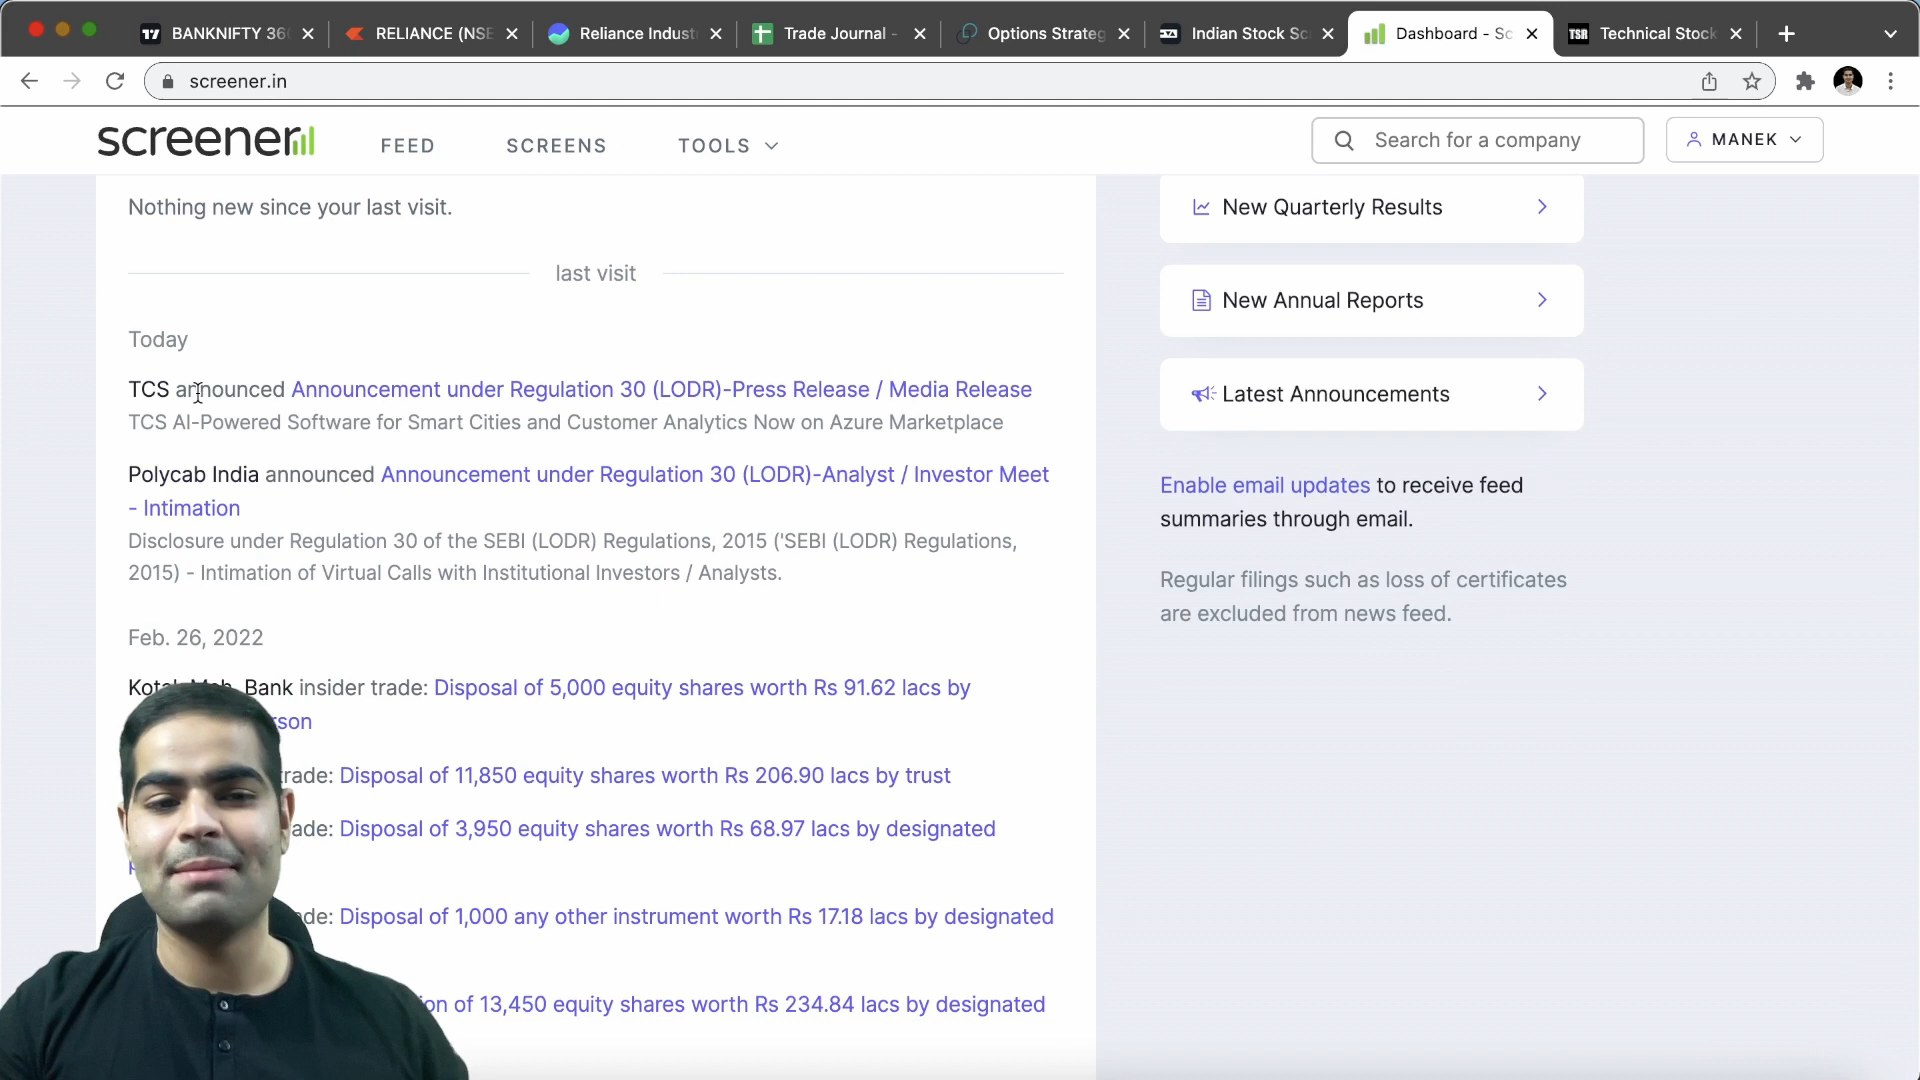 BANKNIFTY 36
RELIANCE (NSE
Reliance Indust
Trade Journal -
Options Strateg
Indian Stock Sc
Dashboard - Sc
TSR
Technical Stock
screener.in
screener
FEED
SCREENS
TOOLS
Search for a company
MANEK
Nothing new since your last visit.
last visit
Today
TCS announced Announcement under Regulation 30 (LODR)-Press Release / Media Release
TCS AI-Powered Software for Smart Cities and Customer Analytics Now on Azure Marketplace
Polycab India announced Announcement under Regulation 30 (LODR)-Analyst / Investor Meet
- Intimation
Disclosure under Regulation 30 of the SEBI (LODR) Regulations, 2015 ('SEBI (LODR) Regulations,
2015) - Intimation of Virtual Calls with Institutional Investors / Analysts.
Feb. 26, 2022
Bank insider trade: Disposal of 5,000 equity shares worth Rs 91.62 lacs by
rson
trade: Disposal of 11,850 equity shares worth Rs 206.90 lacs by trust
ade: Disposal of 3,950 equity shares worth Rs 68.97 lacs by designated
de: Disposal of 1,000 any other instrument worth Rs 17.18 lacs by designated
on of 13,450 equity shares worth Rs 234.84 lacs by designated
New Quarterly Results
New Annual Reports
Latest Announcements
Enable email updates to receive feed
summaries through email.
Regular filings such as loss of certificates
are excluded from news feed.